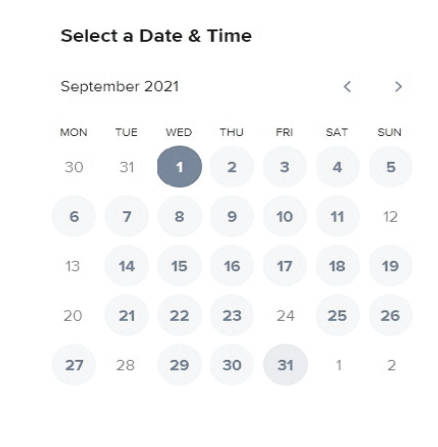 Select a Date & Time
September 2021
MON TUE WED THU FRI SAT SUN
30 31 1 2 3 4 5
6 7 8 9 10 11 12
13 14 15 16 17 18 19
20 21 22 23 24 25 26
27 28 29 30 31 1 2